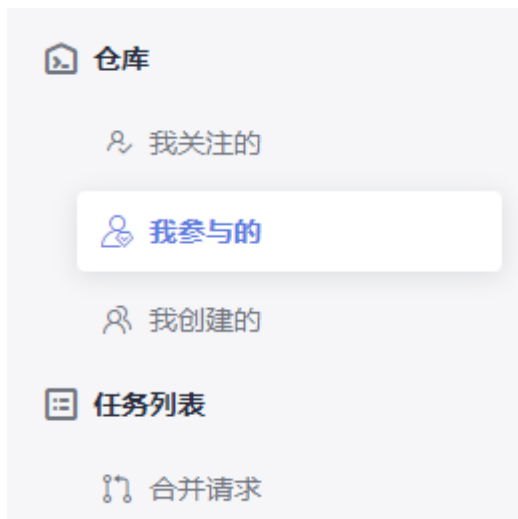 仓库
我关注的
我参与的
我创建的
任务列表
合并请求